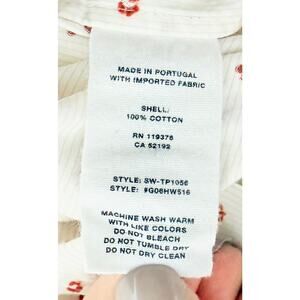 MADE IN PORTUGAL
WITH IMPORTED FABRIC
SHELL:
100% COTTON
RN 119376
CA 52192
STYLE: SW-TP1056
STYLE: #G06HW516
MACHINE WASH WARM
WITH LIKE COLORS
DO NOT BLEACH
DO NOT TUMBLE DRY
DO NOT DRY CLEAN